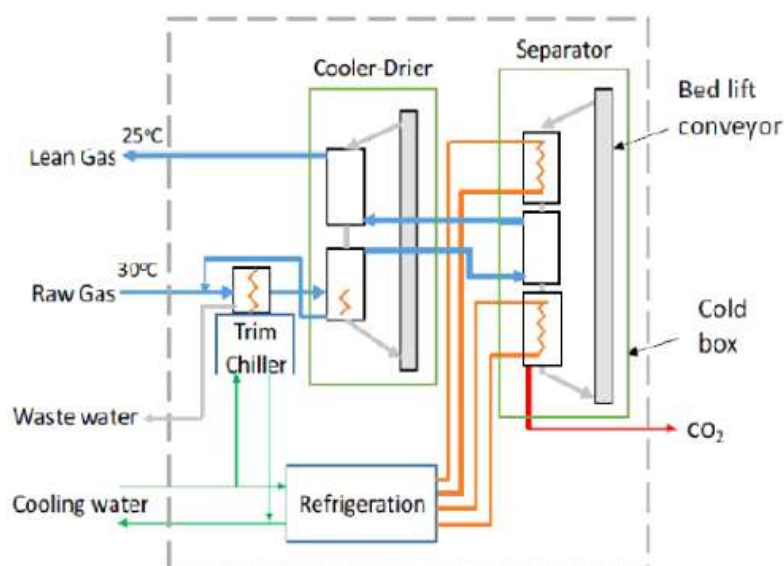 Separator
Cooler-Drier
Bed lift
conveyor
25°C
Lean Gas
30°C
Raw Gas
Trim
Chiller
Cold
box
Waste water
CO₂
Cooling water
Refrigeration